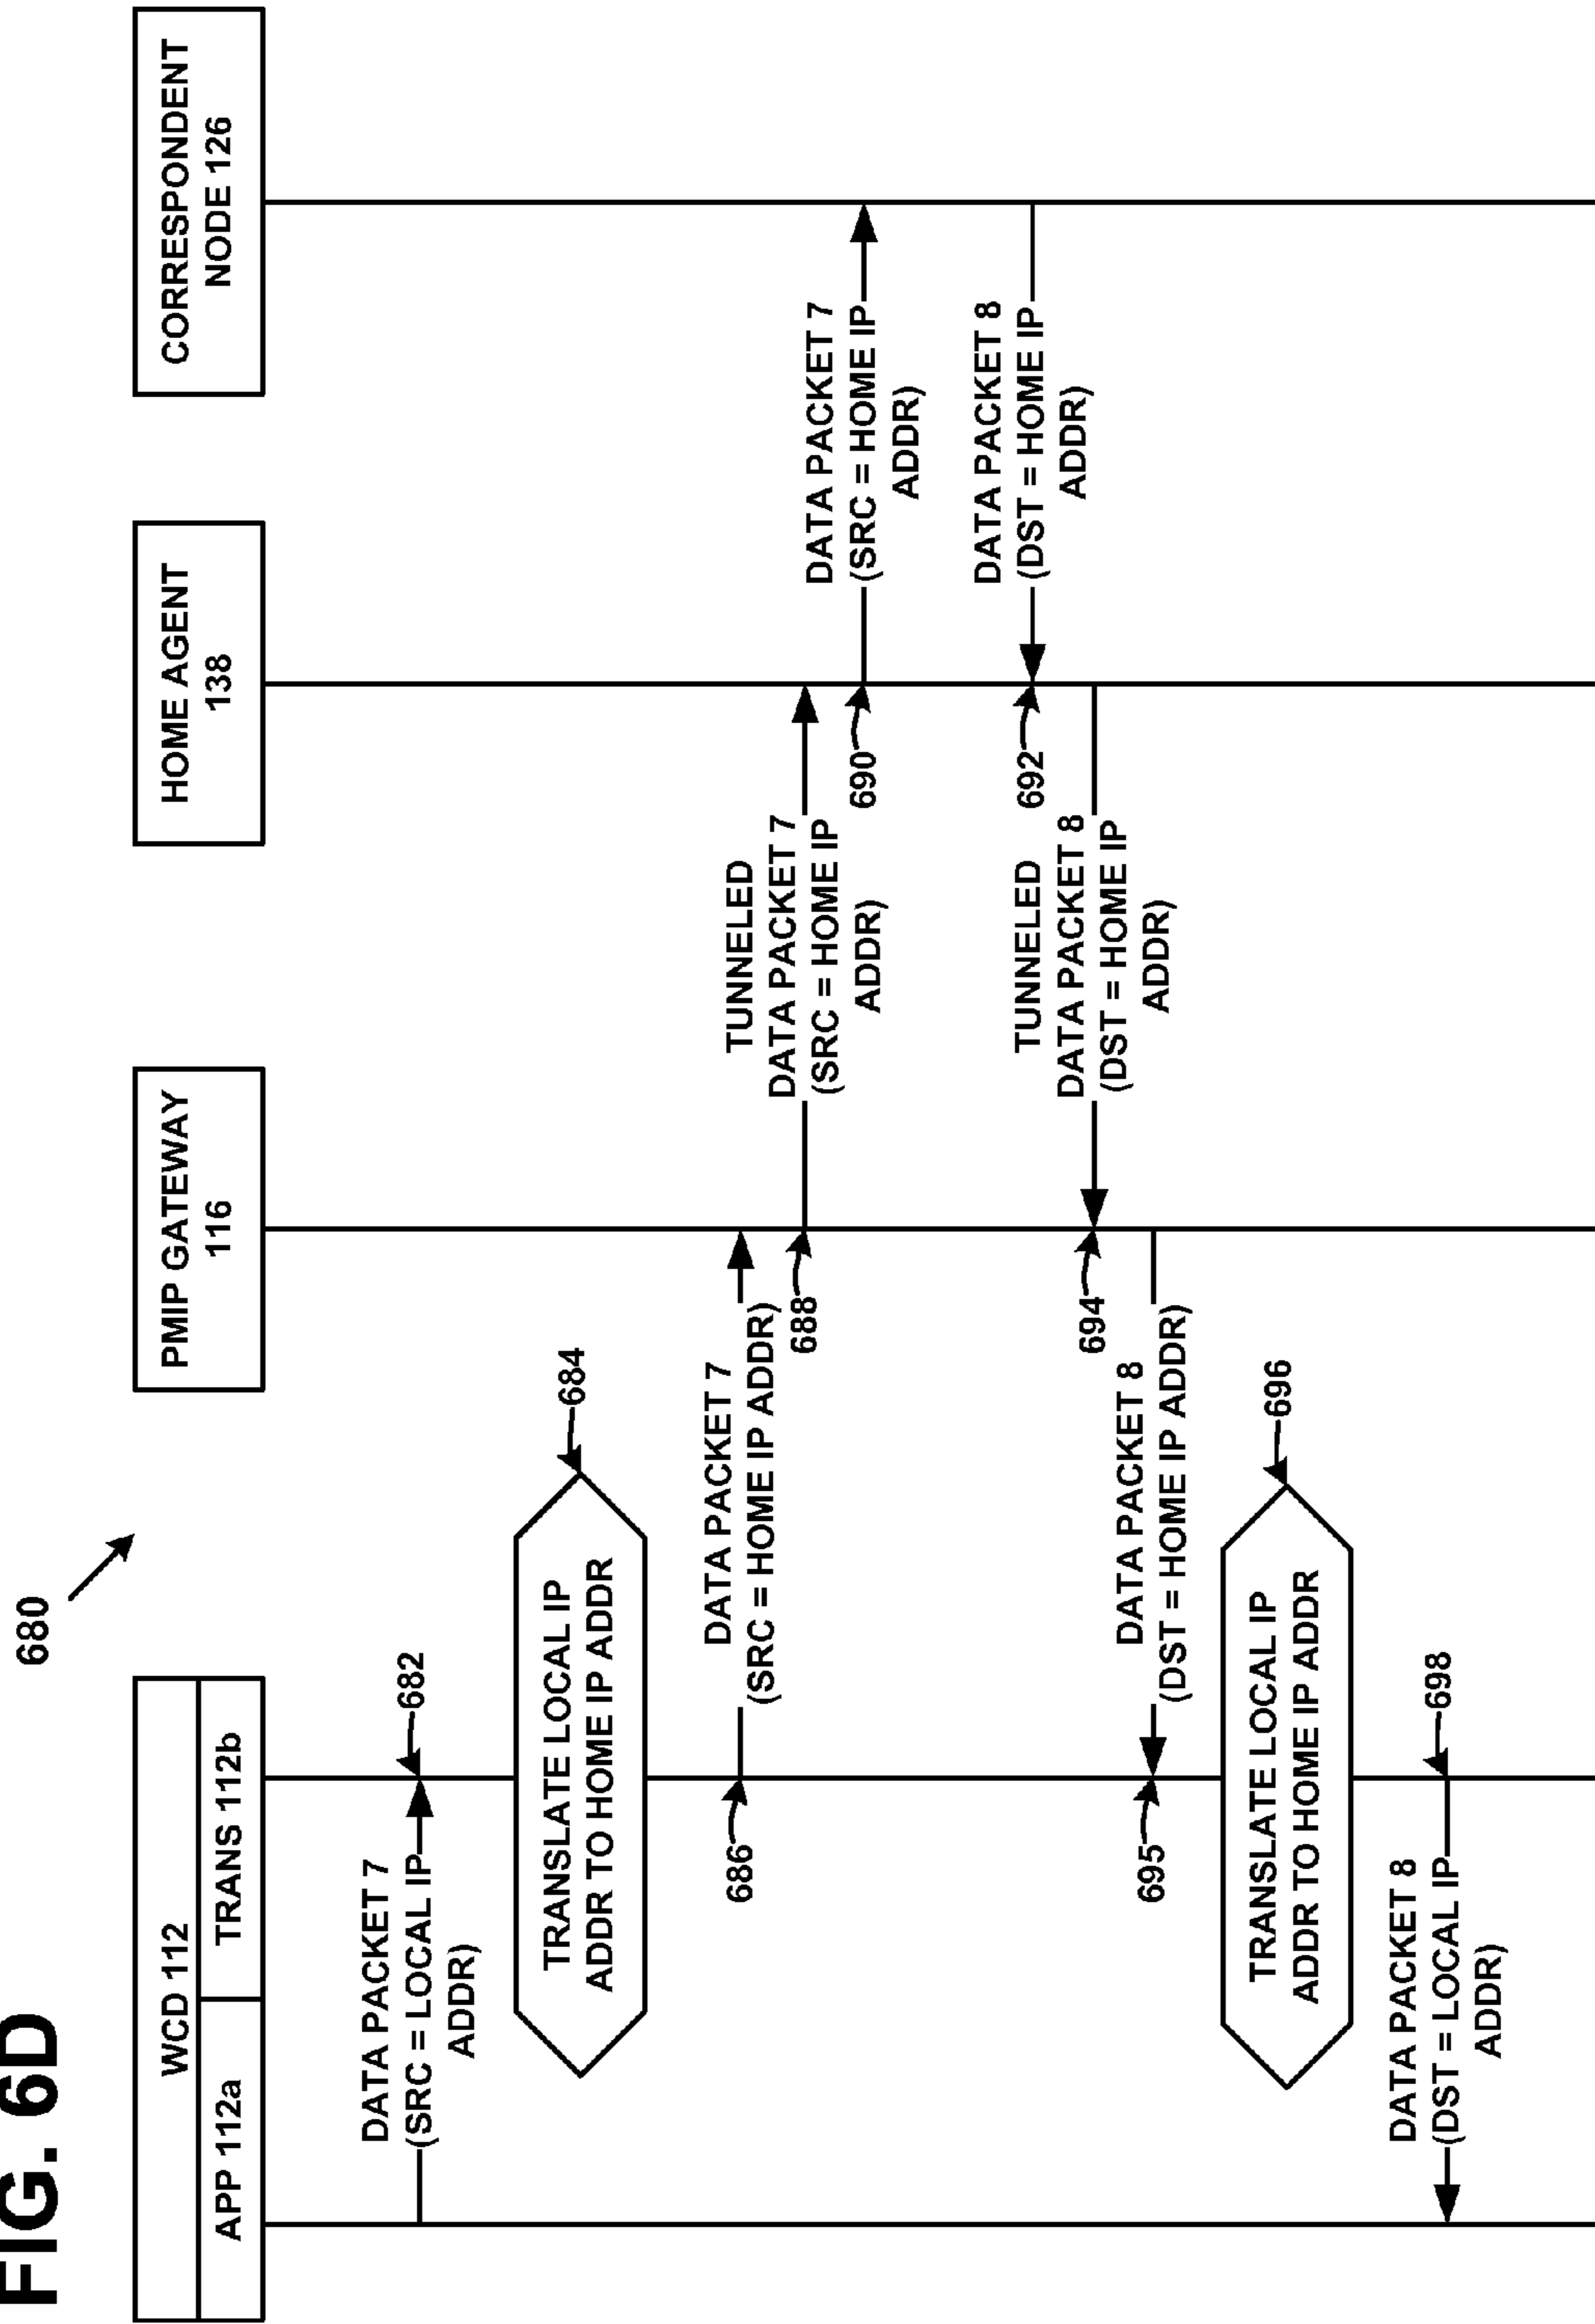 FIG. 6D
680
WCD 112
APP 112a
TRANS 112b
PMIP GATEWAY
116
HOME AGENT
138
CORRESPONDENT
NODE 126
DATA PACKET 7
(SRC = LOCAL IP
ADDR)
682
TRANSLATE LOCAL IP
ADDR TO HOME IP ADDR
684
686
DATA PACKET 7
(SRC = HOME IP ADDR)
688
TUNNELED
DATA PACKET 7
(SRC = HOME IP
ADDR)
690
DATA PACKET 7
(SRC = HOME IP
ADDR)
DATA PACKET 8
(DST = HOME IP
ADDR)
692
TUNNELED
DATA PACKET 8
(DST = HOME IP
ADDR)
694
DATA PACKET 8
(DST = HOME IP ADDR)
695
TRANSLATE LOCAL IP
ADDR TO HOME IP ADDR
696
DATA PACKET 8
(DST = LOCAL IP
ADDR)
698